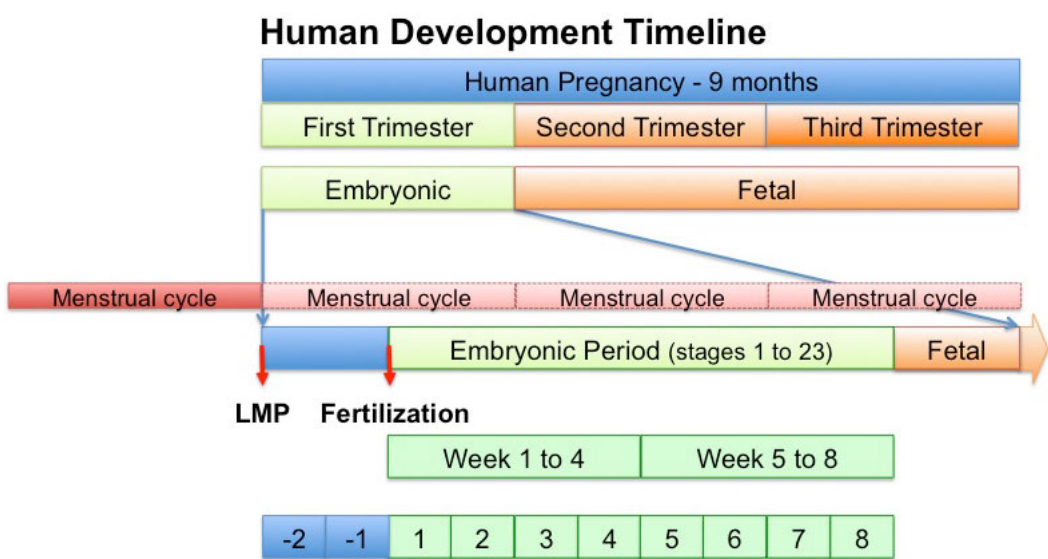 Human Development Timeline
Human Pregnancy - 9 months
First Trimester Second Trimester Third Trimester
Embryonic Fetal
Menstrual cycle Menstrual cycle Menstrual cycle Menstrual cycle
Embryonic Period (stages 1 to 23) Fetal
LMP Fertilization
Week 1 to 4 Week 5 to 8
-2 -1 1 2 3 4 5 6 7 8